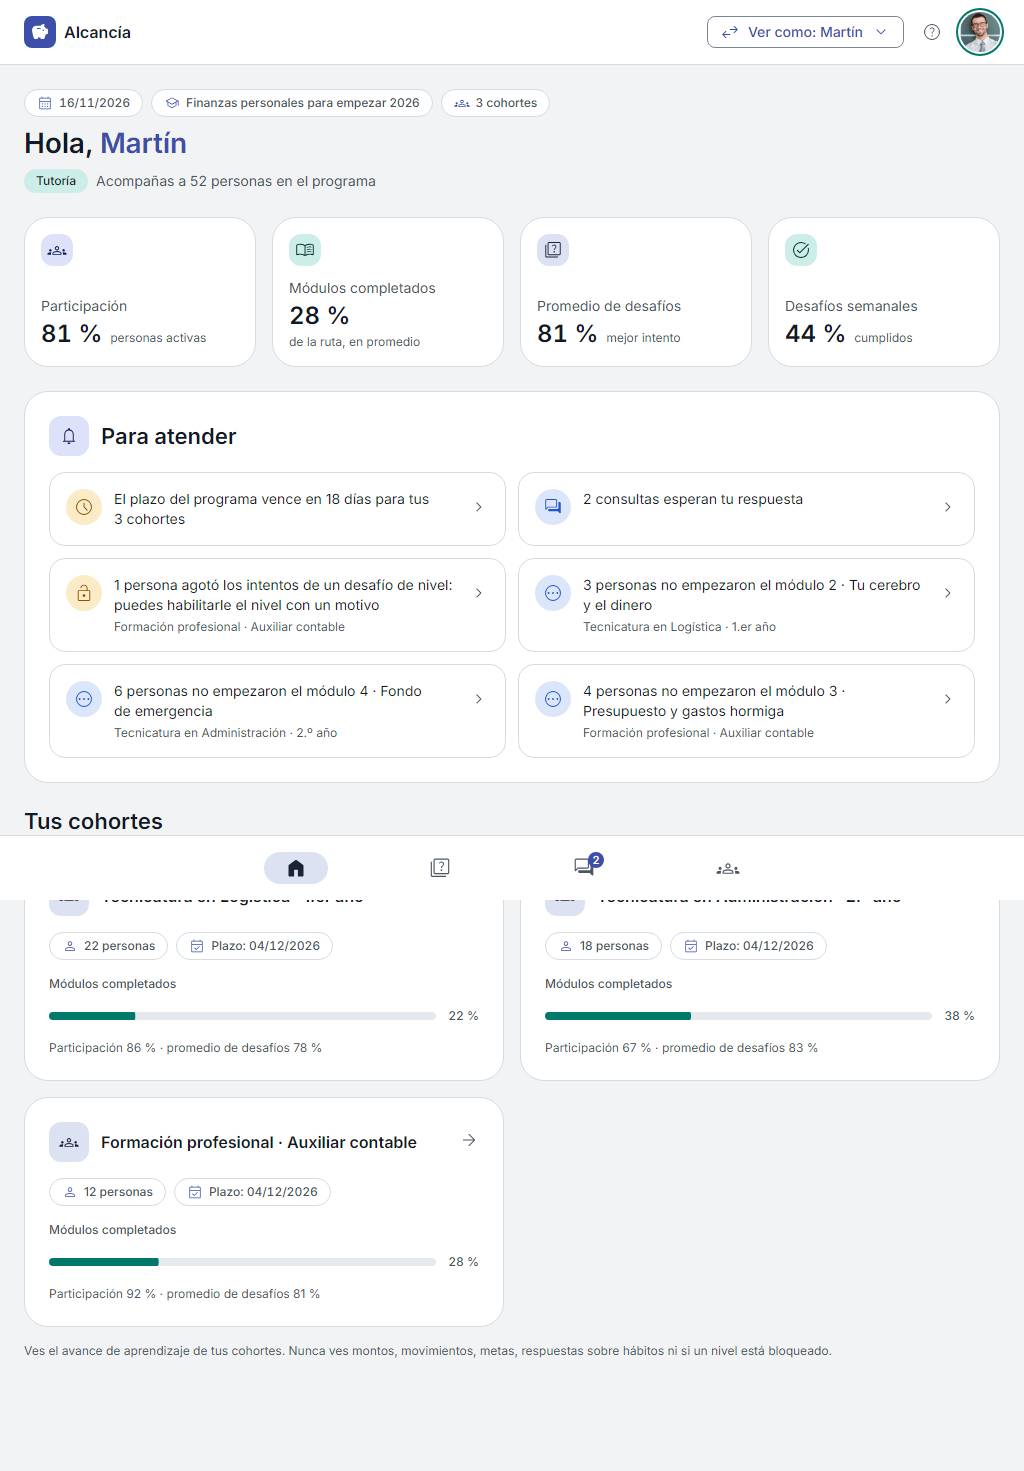 Alcancía
Ver como: Martín
16/11/2026
Finanzas personales para empezar 2026
3 cohortes
Hola, Martín
Tutoría
Acompañas a 52 personas en el programa
Participación
81 % personas activas
Módulos completados
28 %
de la ruta, en promedio
Promedio de desafíos
81 % mejor intento
Desafíos semanales
44 % cumplidos
Para atender
El plazo del programa vence en 18 días para tus
3 cohortes
2 consultas esperan tu respuesta
1 persona agotó los intentos de un desafío de nivel:
puedes habilitarle el nivel con un motivo
Formación profesional · Auxiliar contable
3 personas no empezaron el módulo 2 · Tu cerebro
y el dinero
Tecnicatura en Logística · 1.er año
6 personas no empezaron el módulo 4 · Fondo
de emergencia
Tecnicatura en Administración · 2.º año
4 personas no empezaron el módulo 3 ·
Presupuesto y gastos hormiga
Formación profesional · Auxiliar contable
Tus cohortes
2
22 personas
Plazo: 04/12/2026
Módulos completados
22 %
Participación 86 % · promedio de desafíos 78 %
18 personas
Plazo: 04/12/2026
Módulos completados
38 %
Participación 67 % · promedio de desafíos 83 %
Formación profesional · Auxiliar contable
12 personas
Plazo: 04/12/2026
Módulos completados
28 %
Participación 92 % · promedio de desafíos 81 %
Ves el avance de aprendizaje de tus cohortes. Nunca ves montos, movimientos, metas, respuestas sobre hábitos ni si un nivel está bloqueado.